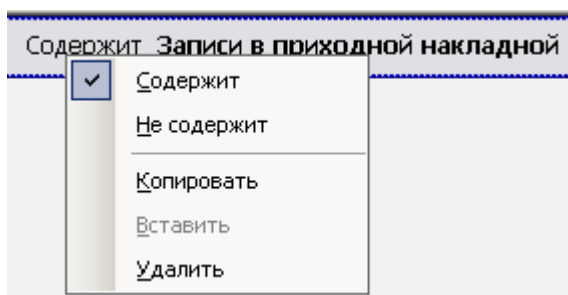 Содержит Записи в приходной накладной
Содержит
Не содержит
Копировать
Вставить
Удалить